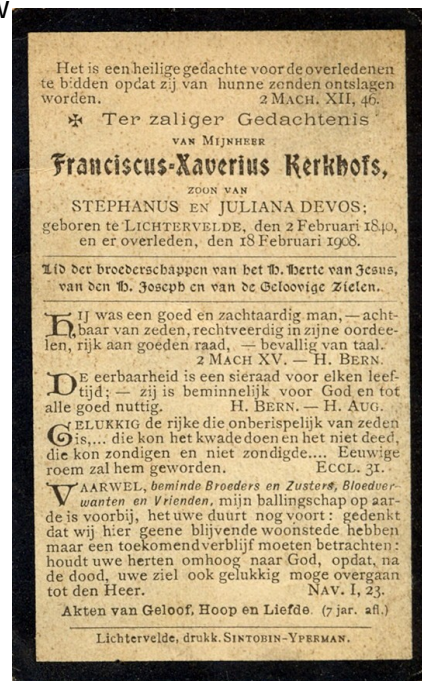 W
Het is een heilige gedachte voor de overledenen
te bidden opdat zij van hunne zonden ontslagen
worden. 2 MACH. XII, 46.
✠ Ter zaliger Gedachtenis
VAN MIJNHEER
Franciscus-Xaverius Kerkhofs,
ZOON VAN
STEPHANUS EN JULIANA DEVOS;
geboren te LICHTERVELDE, den 2 Februari 1840,
en er overleden, den 18 Februari 1908.
Lid der broederschappen van het H. Herte van Jesus,
van den H. Joseph en van de Geloovige Zielen.
HIJ was een goed en zachtaardig man, — acht-
baar van zeden, rechtveerdig in zijne oordee-
len, rijk aan goeden raad, — bevallig van taal.
2 MACH XV. — H. BERN.
DE eerbaarheid is een sieraad voor elken leef-
tijd; — zij is beminnelijk voor God en tot
alle goed nuttig. H. BERN. — H. AUG.
GELUKKIG de rijke die onberispelijk van zeden
is,... die kon het kwade doen en het niet deed,
die kon zondigen en niet zondigde.... Eeuwige
roem zal hem geworden. ECCL. 31.
VAARWEL, beminde Broeders en Zusters, Bloedver-
wanten en Vrienden, mijn ballingschap op aar-
de is voorbij, het uwe duurt nog voort: gedenkt
dat wij hier geene blijvende woonstede hebben
maar een toekomend verblijf moeten betrachten:
houdt uwe herten omhoog naar God, opdat, na
de dood, uwe ziel ook gelukkig moge overgaan
tot den Heer. NAV. I, 23.
Akten van Geloof, Hoop en Liefde. (7 jar. afl.)
Lichtervelde, drukk. SINTOBIN-YPERMAN.